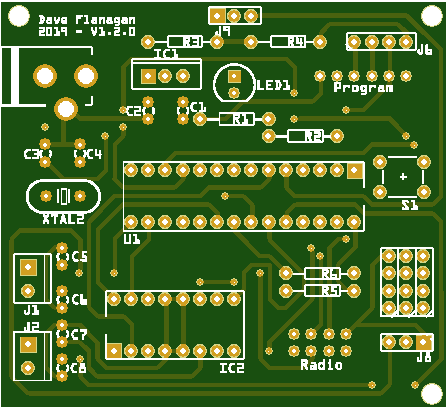 Dave Flanagan
2019 - V1.2.0
J9
R3
R4
J6
IC1
LED1
Program
C2
C1
R1
R2
C3
C4
S1
XTAL2
U1
C5
R6
J1
C6
R5
J2
C7
Radio
J8
C8
IC2